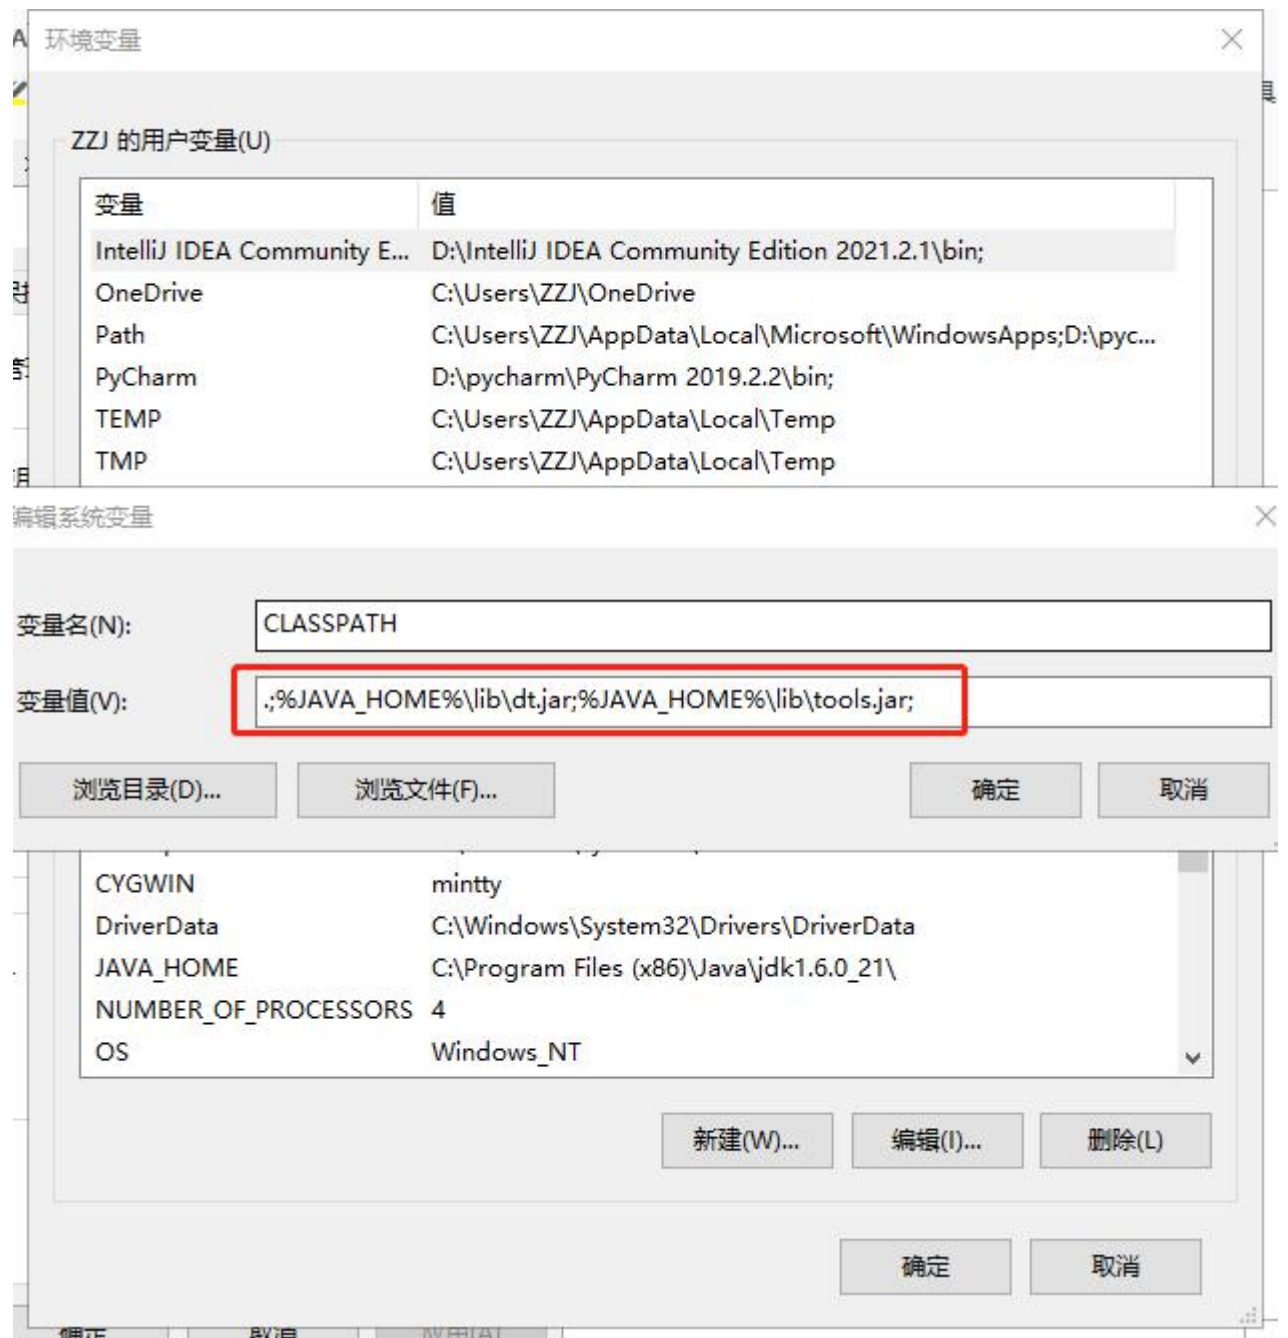 环境变量
ZZJ 的用户变量(U)
变量 值
IntelliJ IDEA Community E... D:\IntelliJ IDEA Community Edition 2021.2.1\bin;
OneDrive C:\Users\ZZJ\OneDrive
Path C:\Users\ZZJ\AppData\Local\Microsoft\WindowsApps;D:\pyc...
PyCharm D:\pycharm\PyCharm 2019.2.2\bin;
TEMP C:\Users\ZZJ\AppData\Local\Temp
TMP C:\Users\ZZJ\AppData\Local\Temp
编辑系统变量
变量名(N): CLASSPATH
变量值(V): .;%JAVA_HOME%\lib\dt.jar;%JAVA_HOME%\lib\tools.jar;
浏览目录(D)... 浏览文件(F)... 确定 取消
CYGWIN mintty
DriverData C:\Windows\System32\Drivers\DriverData
JAVA_HOME C:\Program Files (x86)\Java\jdk1.6.0_21\
NUMBER_OF_PROCESSORS 4
OS Windows_NT
新建(W)... 编辑(I)... 删除(L)
确定 取消
确定 取消 应用(A)